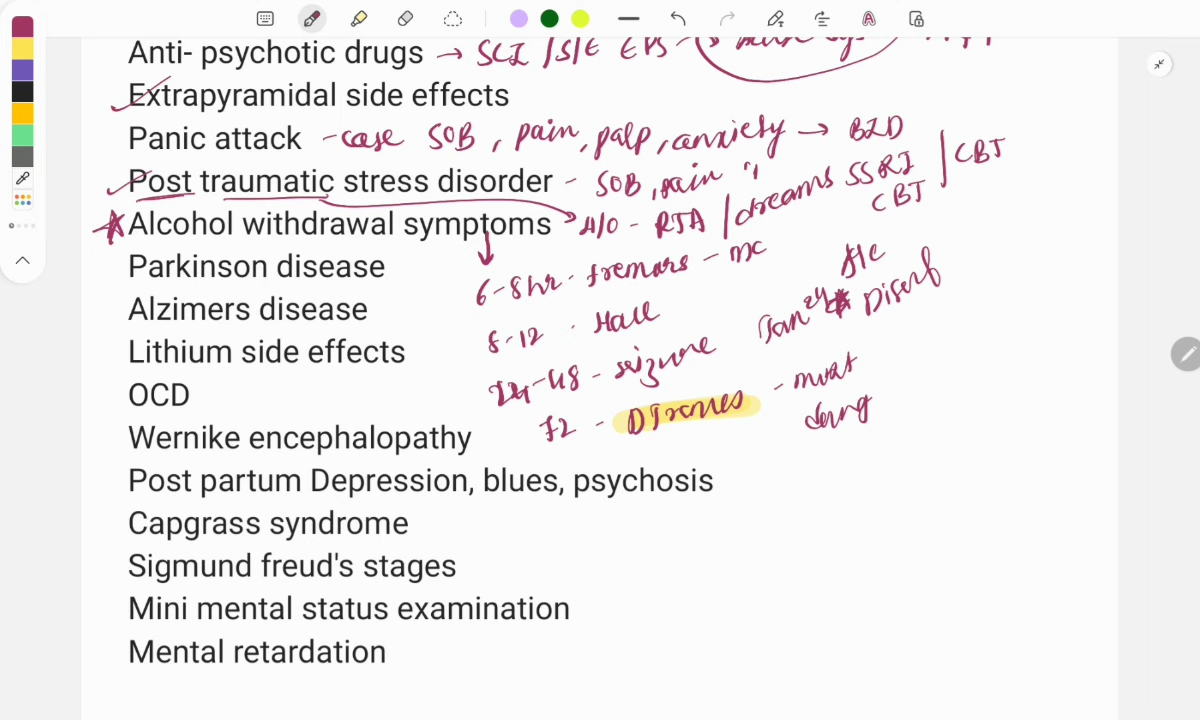 Anti- psychotic drugs → SCZ / S/E EPS -
Extrapyramidal side effects
Panic attack - case SOB, pain, palp, anxiety → BZD
Post traumatic stress disorder - SOB, pain " SSRI / CBT
Alcohol withdrawal symptoms H/O - RTA / dreams CBT
6-8hr - tremors - mc
Parkinson disease
8-12 - Hall
Alzimers disease
24-48 - seizure
Lithium side effects
72 - DTremes - most
dang
OCD
Wernike encephalopathy
Post partum Depression, blues, psychosis
Capgrass syndrome
Sigmund freud's stages
Mini mental status examination
Mental retardation